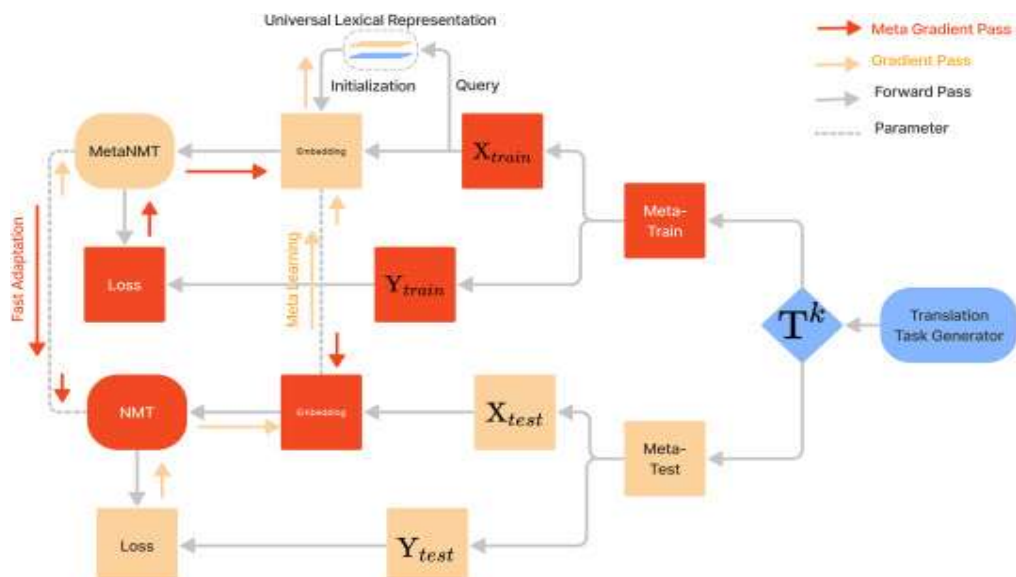 Universal Lexical Representation
Meta Gradient Pass
Gradient Pass
Forward Pass
Parameter
Initialization
Query
MetaNMT
Embedding
X_train
Meta-
Train
Fast Adaptation
Meta Learning
Loss
Y_train
T^k
Translation
Task Generator
NMT
Embedding
X_test
Meta-
Test
Loss
Y_test